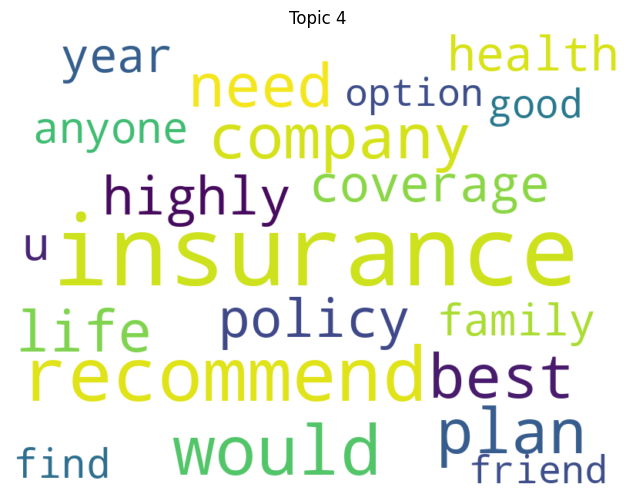 Topic 4
year health
need option good
anyone company
highly coverage
u insurance
life policy family
recommend best
would plan
find friend